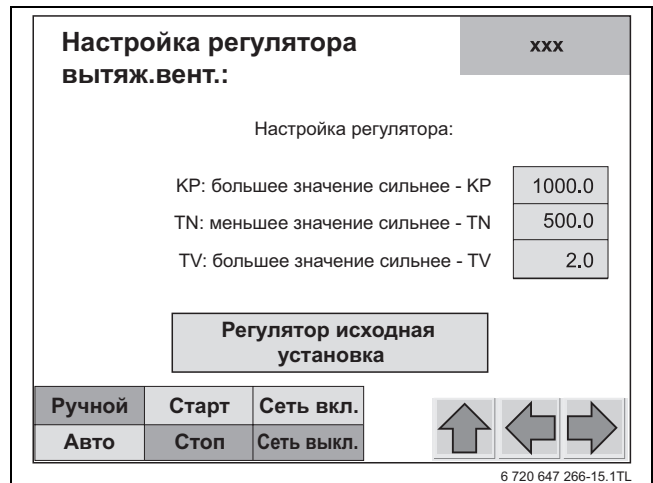 Настройка регулятора
вытяж.вент.:
xxx
Настройка регулятора:
KP: большее значение сильнее - KP 1000.0
TN: меньшее значение сильнее - TN 500.0
TV: большее значение сильнее - TV 2.0
Регулятор исходная
установка
Ручной Старт Сеть вкл.
Авто Стоп Сеть выкл.
6 720 647 266-15.1TL